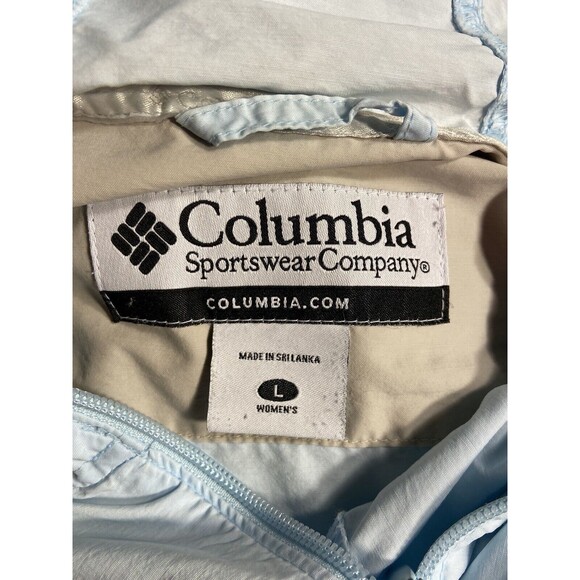 Columbia
Sportswear Company®
COLUMBIA.COM
MADE IN SRI LANKA
L
WOMEN'S